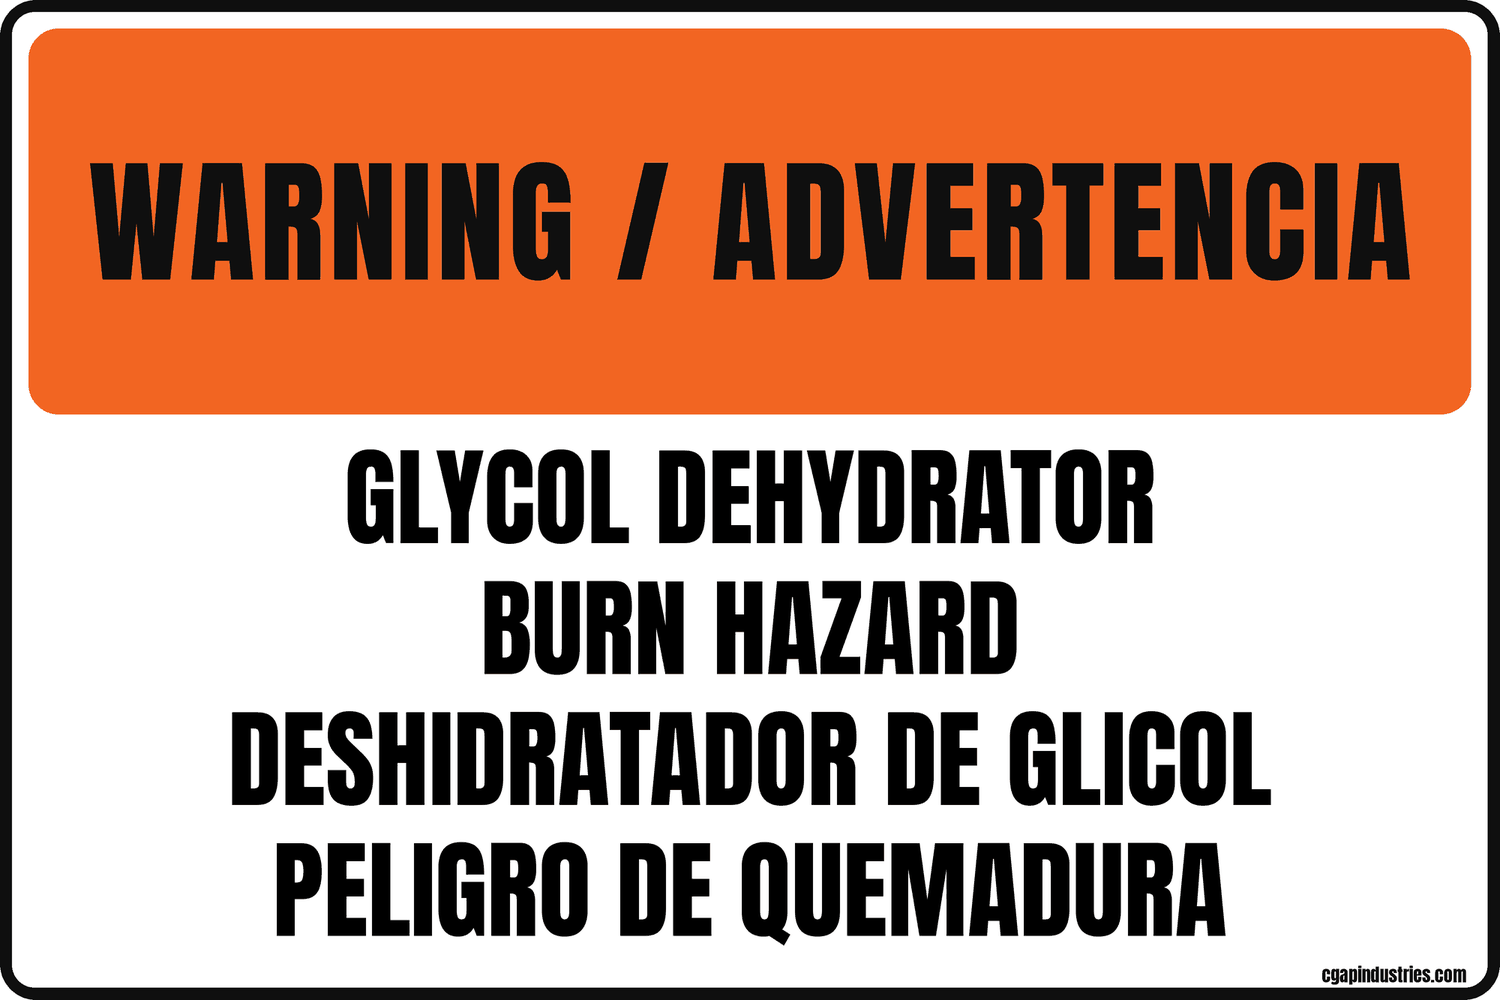 WARNING / ADVERTENCIA
GLYCOL DEHYDRATOR
BURN HAZARD
DESHIDRATADOR DE GLICOL
PELIGRO DE QUEMADURA
cgapindustries.com